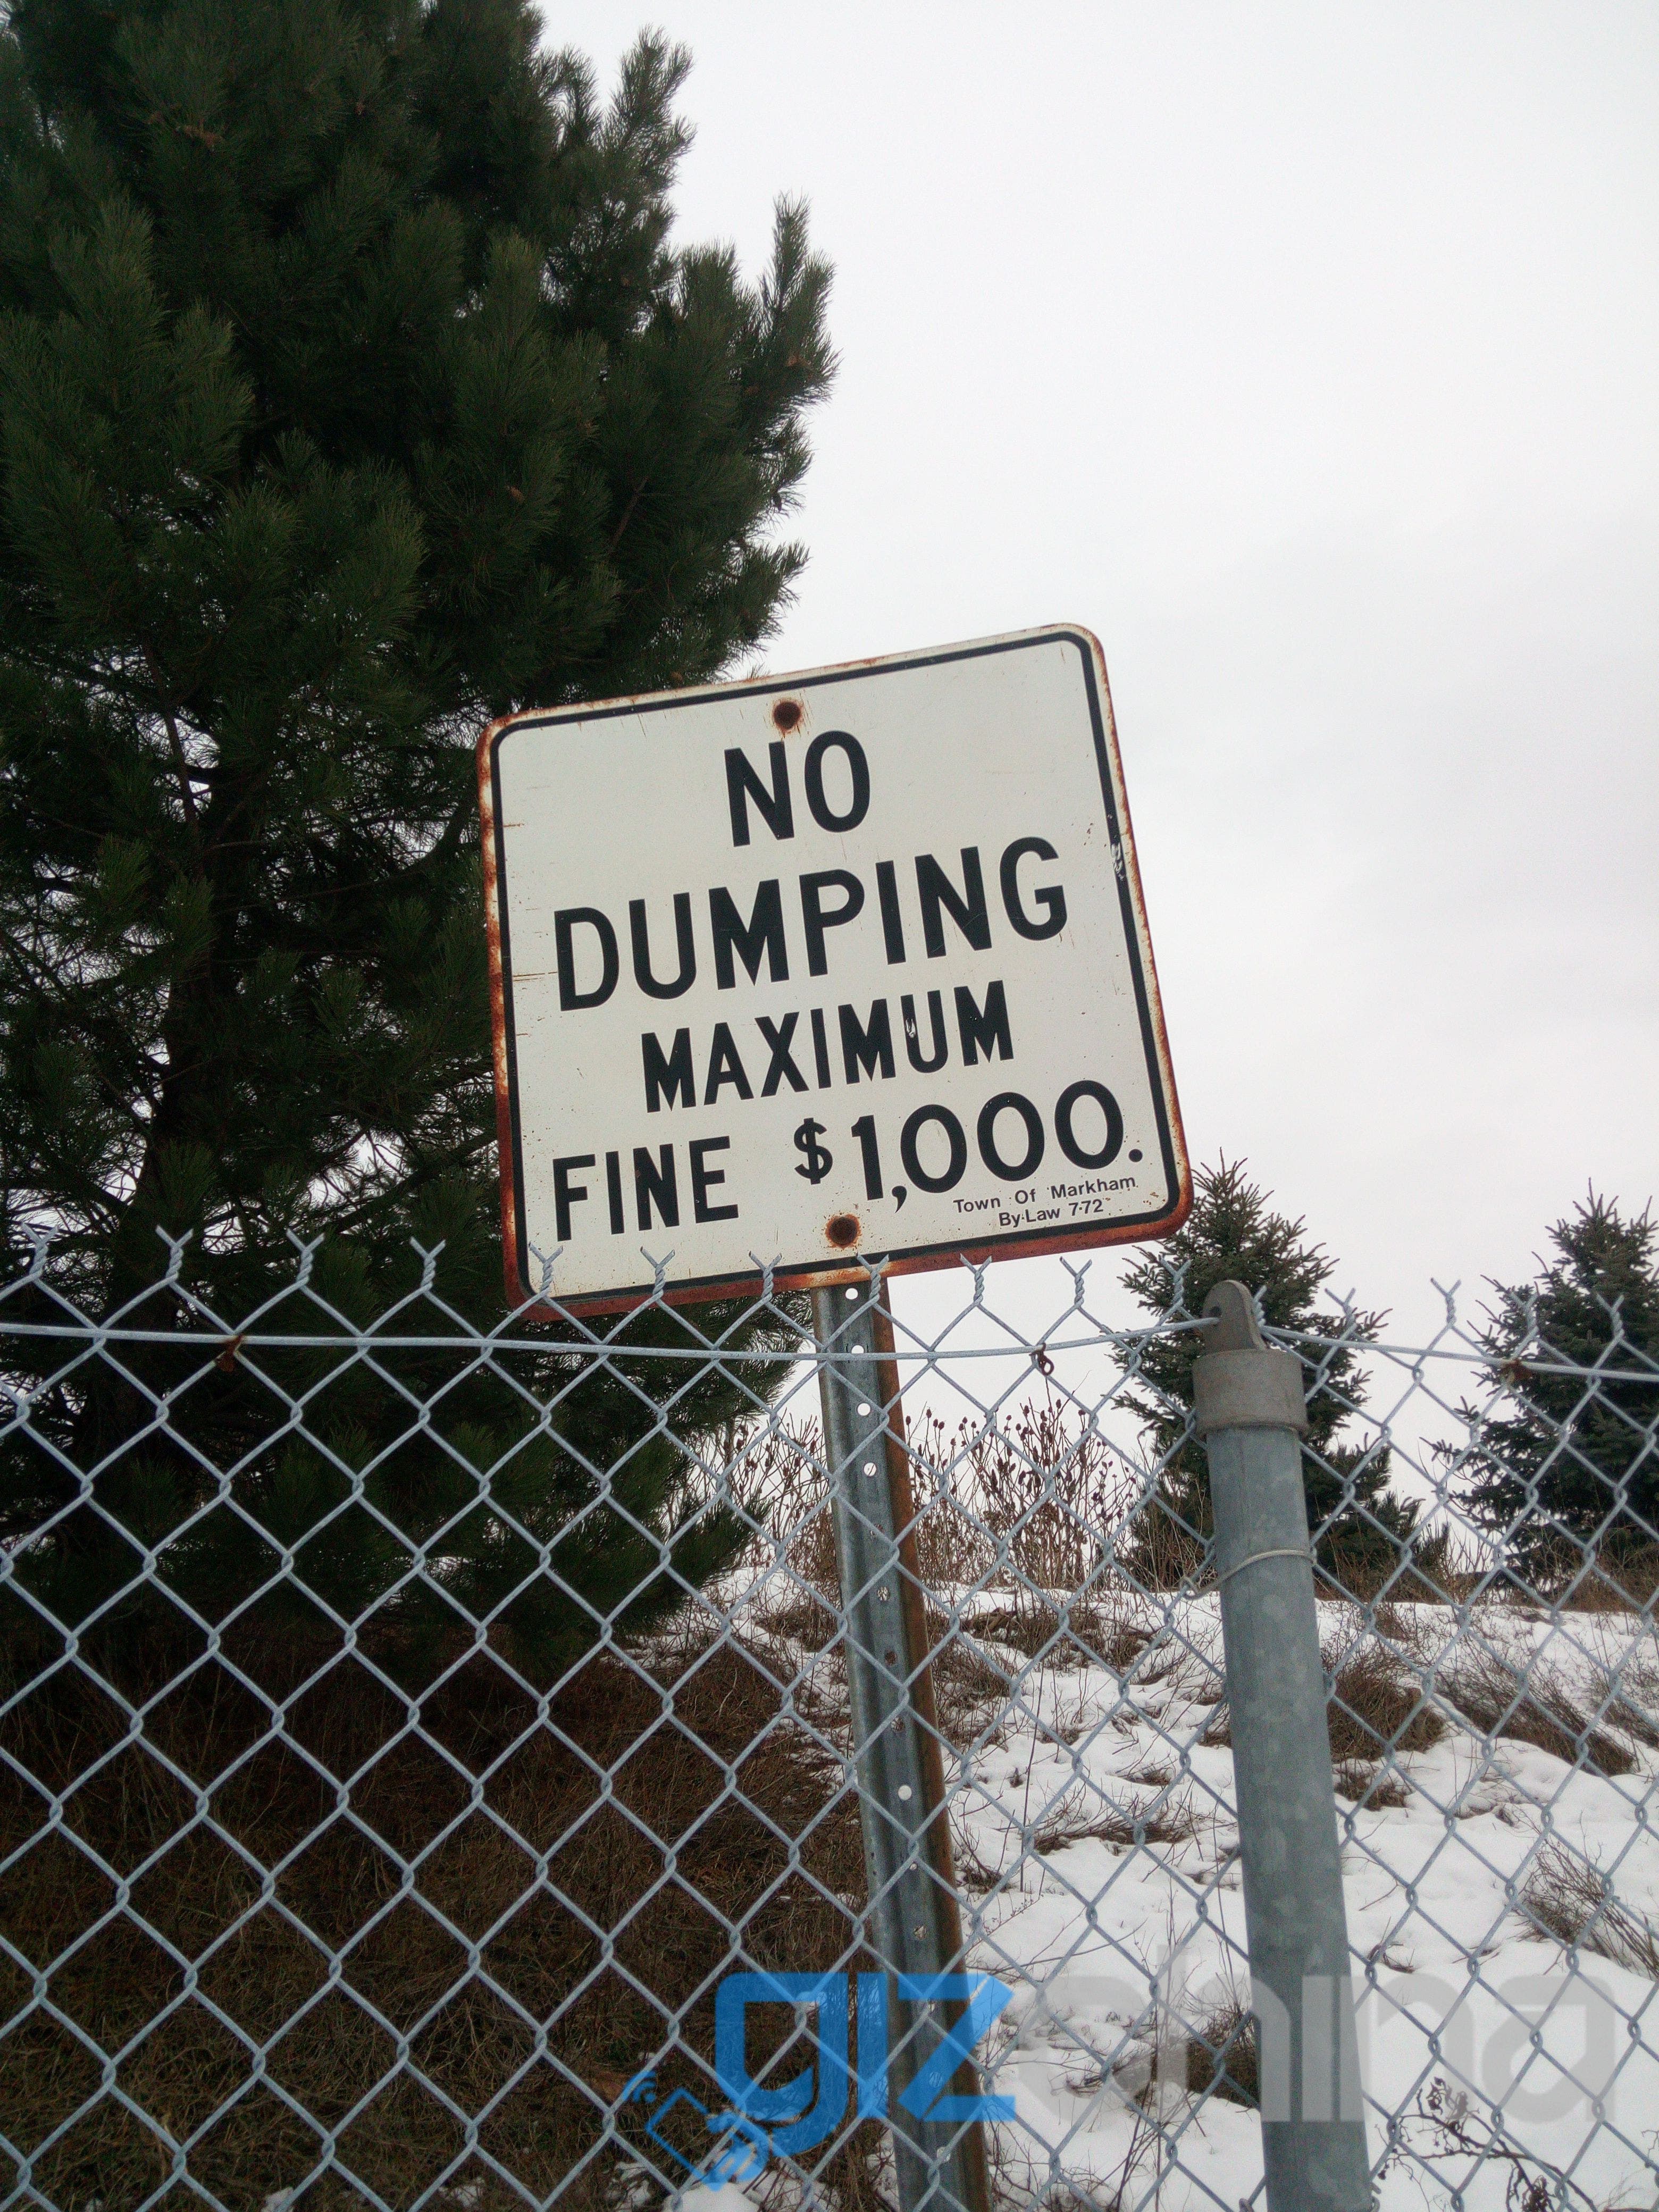 NO
DUMPING
MAXIMUM
FINE $1,000.
Town Of Markham
By-Law 7-72
gizchina